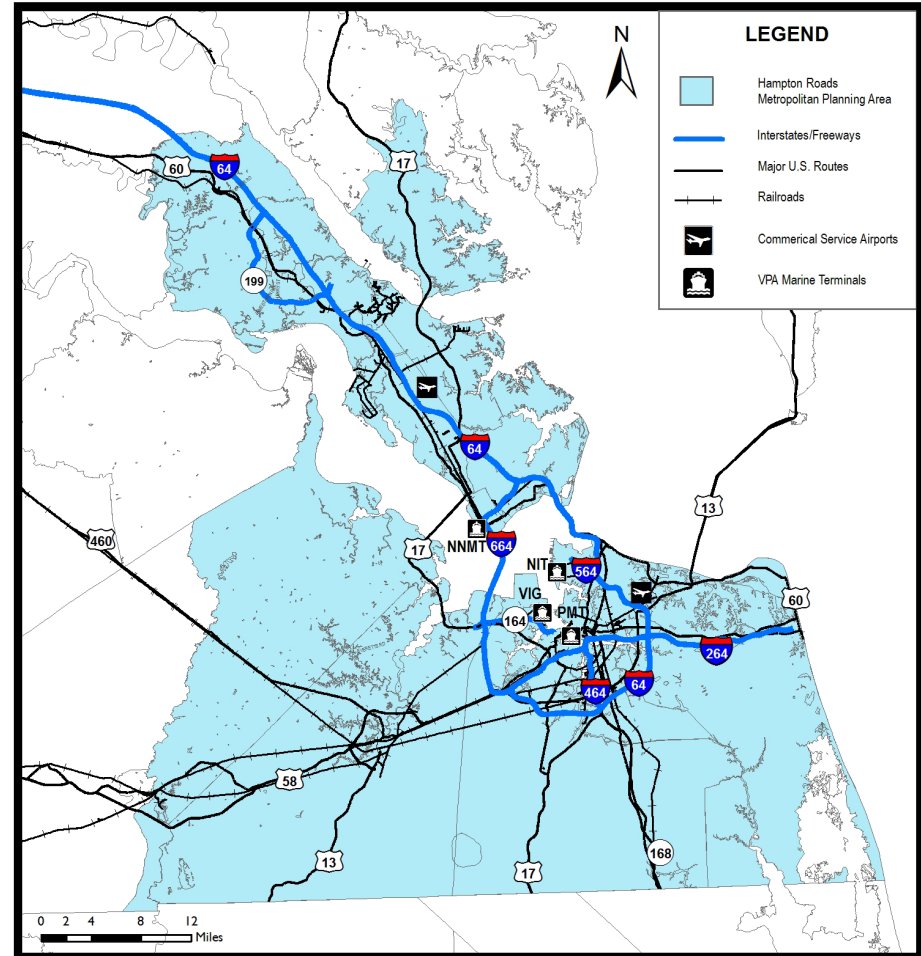 N
LEGEND
Hampton Roads
Metropolitan Planning Area
Interstates/Freeways
Major U.S. Routes
Railroads
Commerical Service Airports
VPA Marine Terminals
17
60
64
199
64
13
460
17
NNMT
664
NIT
564
VIG
PMT
60
164
264
464
64
58
13
17
168
0 2 4 8 12
Miles